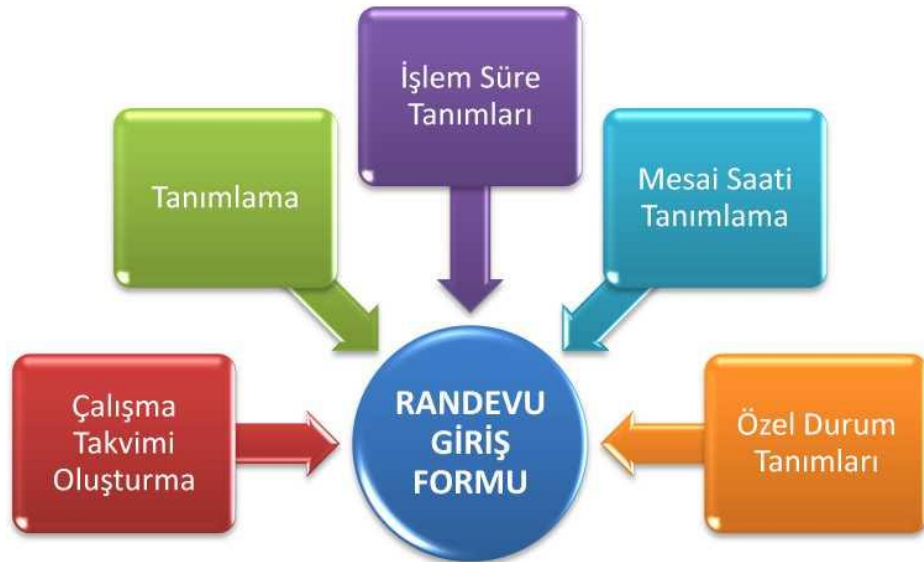 İşlem Süre
Tanımları
Tanımlama
Mesai Saati
Tanımlama
Çalışma
Takvimi
Oluşturma
RANDEVU
GİRİŞ
FORMU
Özel Durum
Tanımları